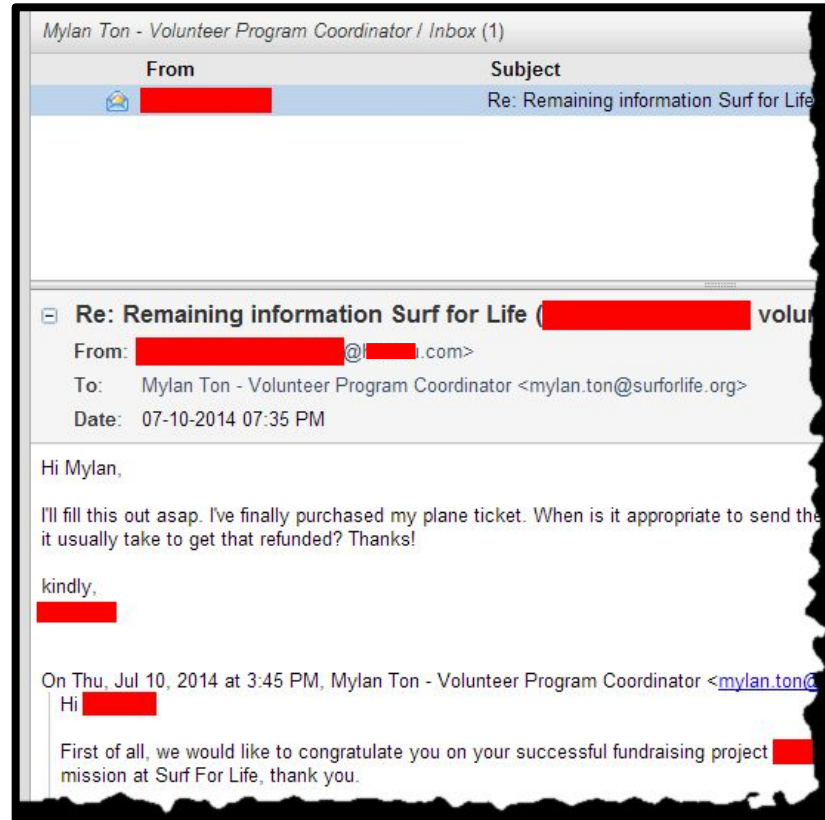 Mylan Ton - Volunteer Program Coordinator / Inbox (1)
From Subject
Re: Remaining information Surf for Life
Re: Remaining information Surf for Life ( volu
From: @h .com>
To: Mylan Ton - Volunteer Program Coordinator <mylan.ton@surforlife.org>
Date: 07-10-2014 07:35 PM
Hi Mylan,
I'll fill this out asap. I've finally purchased my plane ticket. When is it appropriate to send the
it usually take to get that refunded? Thanks!
kindly,
On Thu, Jul 10, 2014 at 3:45 PM, Mylan Ton - Volunteer Program Coordinator <mylan.ton@
Hi
First of all, we would like to congratulate you on your successful fundraising project
mission at Surf For Life, thank you.